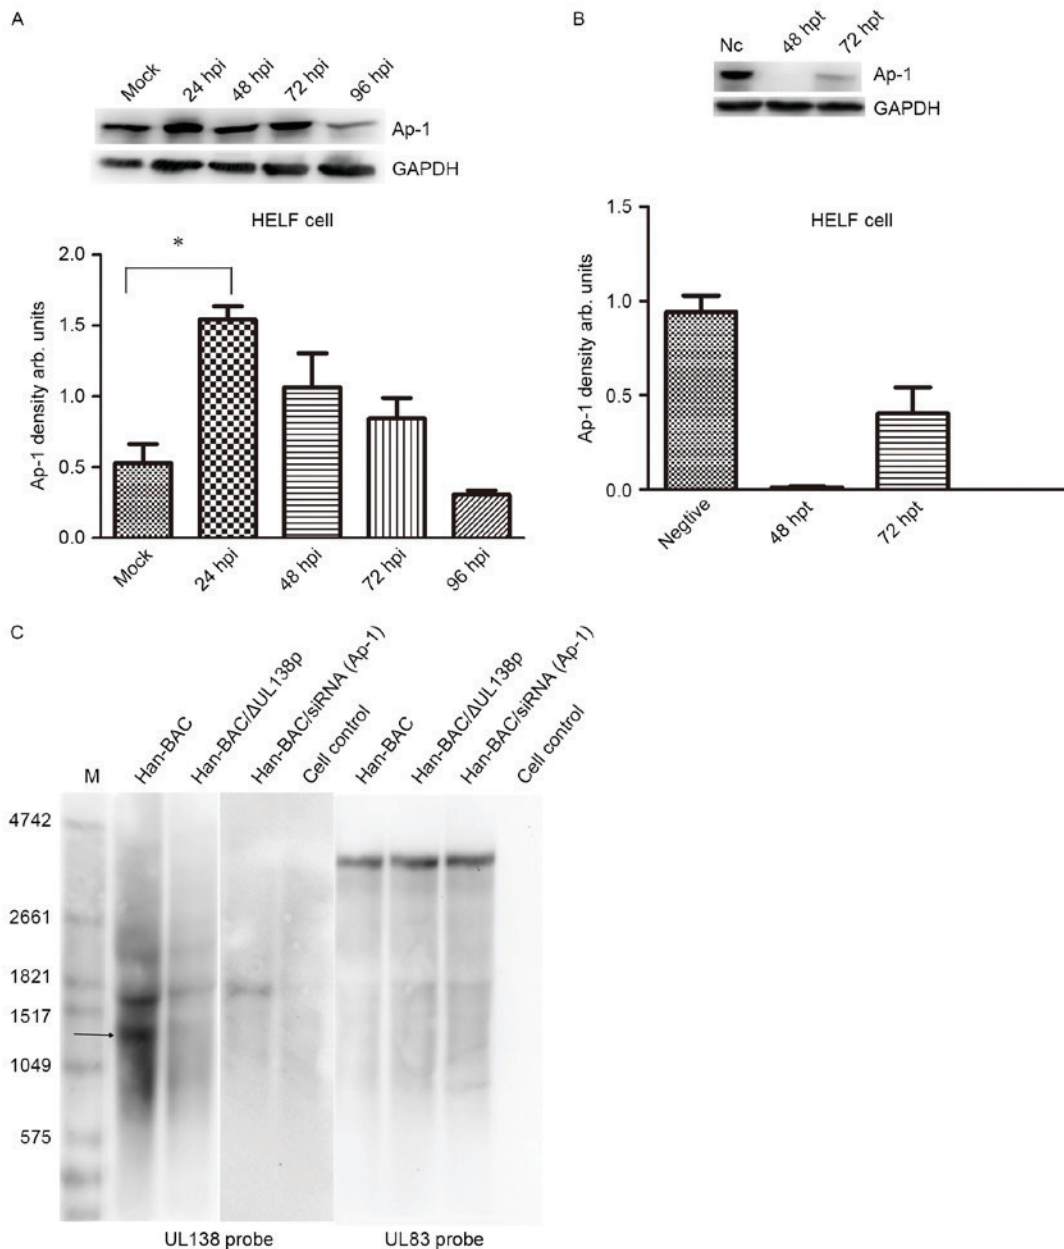 A
Mock 24 hpi 48 hpi 72 hpi 96 hpi
Ap-1
GAPDH
HELF cell
*
2.0
1.5
1.0
0.5
0.0
Ap-1 density arb. units
Mock 24 hpi 48 hpi 72 hpi 96 hpi
B
Nc 48 hpt 72 hpt
Ap-1
GAPDH
HELF cell
1.5
1.0
0.5
0.0
Ap-1 density arb. units
Negtive 48 hpt 72 hpt
C
M Han-BAC Han-BAC/ΔUL138p Han-BAC/siRNA (Ap-1) Cell control Han-BAC Han-BAC/ΔUL138p Han-BAC/siRNA (Ap-1) Cell control
4742
2661
1821
1517
1049
575
UL138 probe UL83 probe